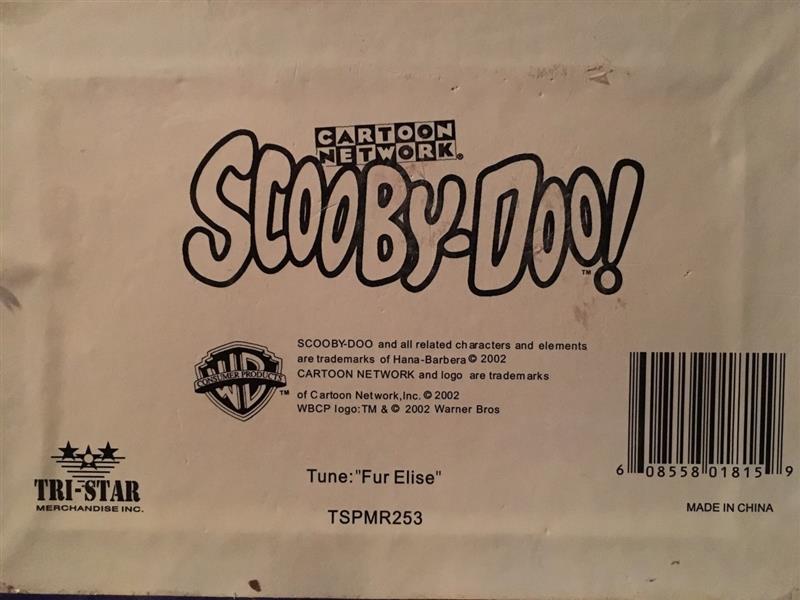 CARTOON
NETWORK®
SCOOBY-DOO!™
SCOOBY-DOO and all related characters and elements
are trademarks of Hana-Barbera © 2002
CARTOON NETWORK and logo are trademarks
of Cartoon Network,Inc. © 2002
WBCP logo:TM & © 2002 Warner Bros
WB
CONSUMER PRODUCTS
™
TRI-STAR
MERCHANDISE INC.
Tune:"Fur Elise"
TSPMR253
6 08558 01815 9
MADE IN CHINA